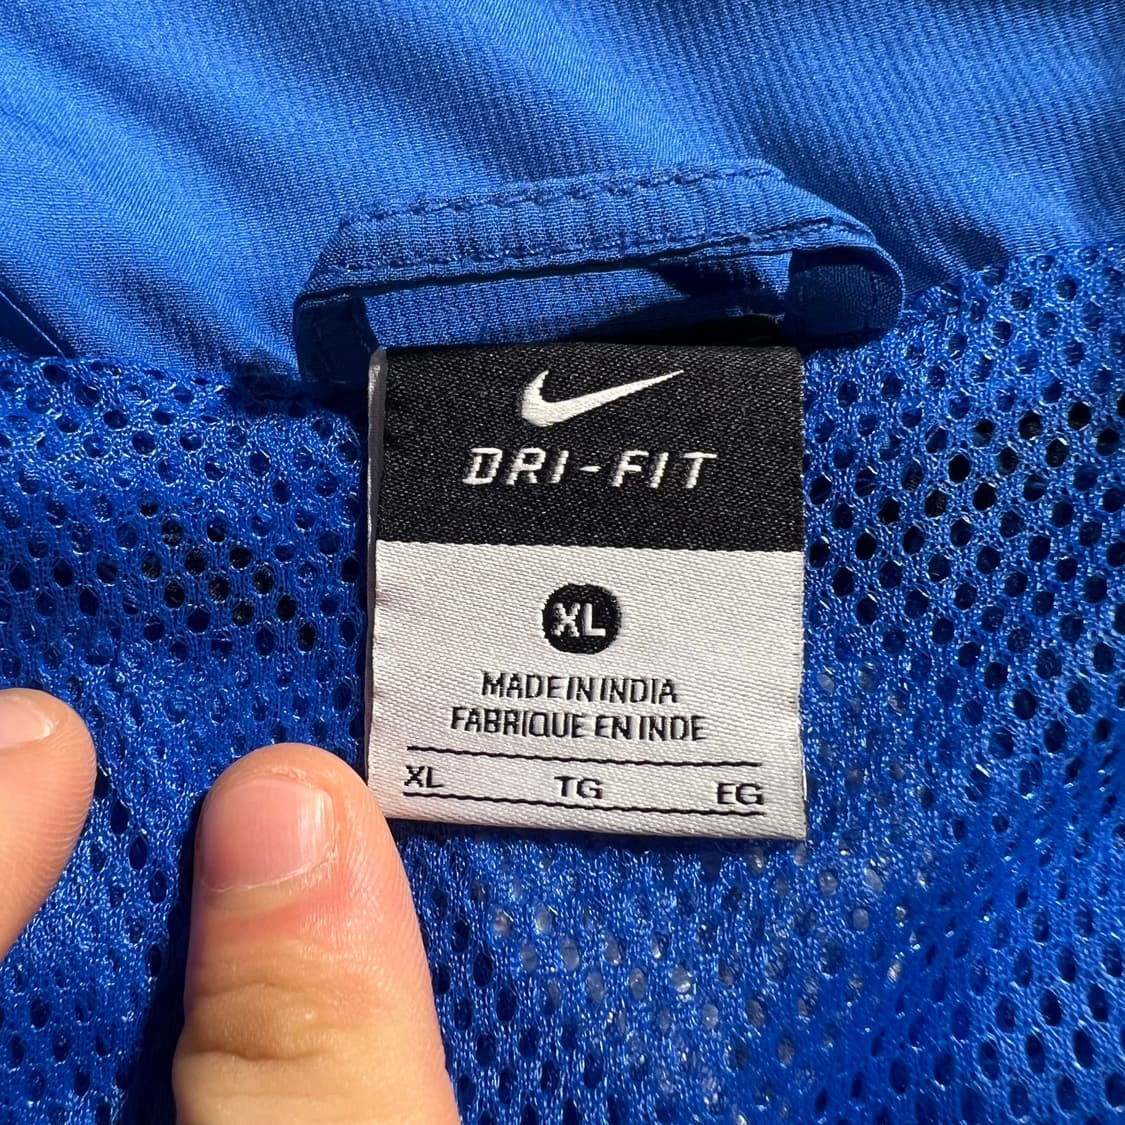 DRI-FIT
XL
MADE IN INDIA
FABRIQUE EN INDE
XL TG EG